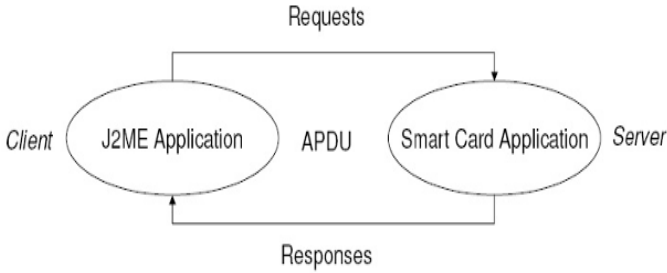 Requests
Client J2ME Application APDU Smart Card Application Server
Responses